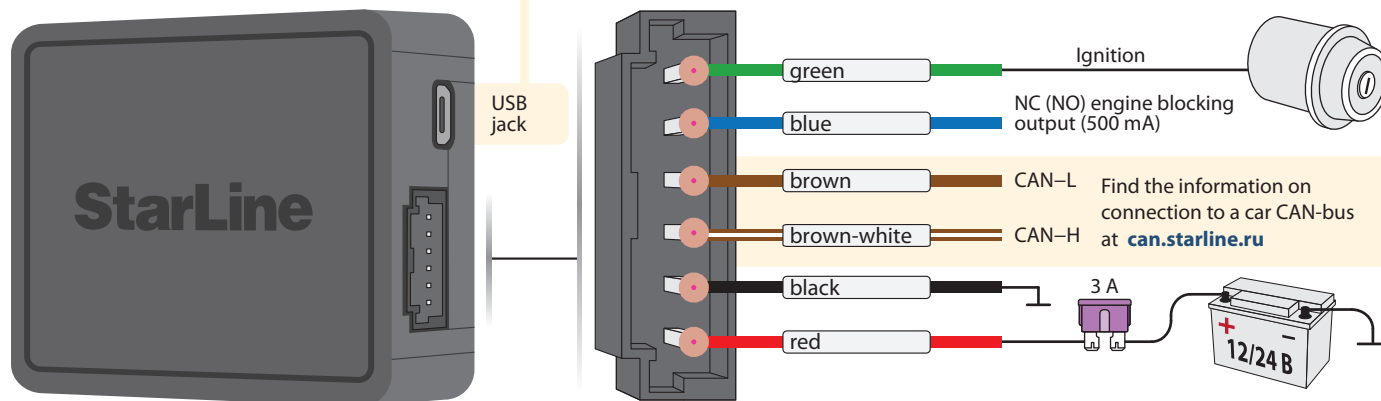 StarLine
USB
jack
green
Ignition
blue
NC (NO) engine blocking
output (500 mA)
brown
CAN–L
brown-white
CAN–H
Find the information on
connection to a car CAN-bus
at can.starline.ru
black
red
3 A
+ –
12/24 В